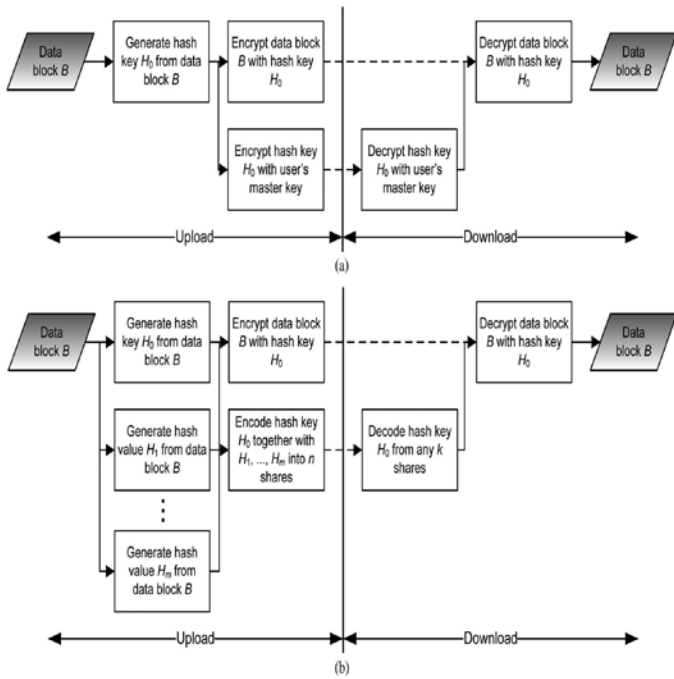 Data
block B
Generate hash
key H0 from data
block B
Encrypt data block
B with hash key
H0
Decrypt data block
B with hash key
H0
Data
block B
Encrypt hash key
H0 with user's
master key
Decrypt hash key
H0 with user's
master key
Upload
Download
(a)
Data
block B
Generate hash
key H0 from data
block B
Encrypt data block
B with hash key
H0
Decrypt data block
B with hash key
H0
Data
block B
Generate hash
value H1 from data
block B
Encode hash key
H0 together with
H1, ..., Hm into n
shares
Decode hash key
H0 from any k
shares
Generate hash
value Hm from
data block B
Upload
Download
(b)